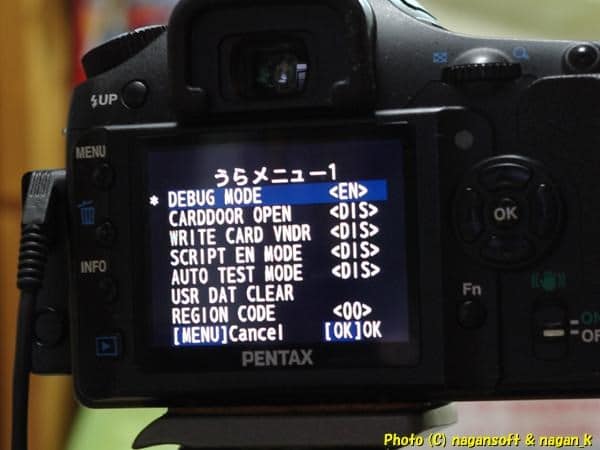 UP
MENU
INFO
うらメニュー1
* DEBUG MODE <EN>
CARDDOOR OPEN <DIS>
WRITE CARD VNDR <DIS>
SCRIPT EN MODE <DIS>
AUTO TEST MODE <DIS>
USR DAT CLEAR
REGION CODE <00>
[MENU]Cancel [OK]OK
PENTAX
OK
Fn
ON
Photo (C) nagansoft & nagan_k